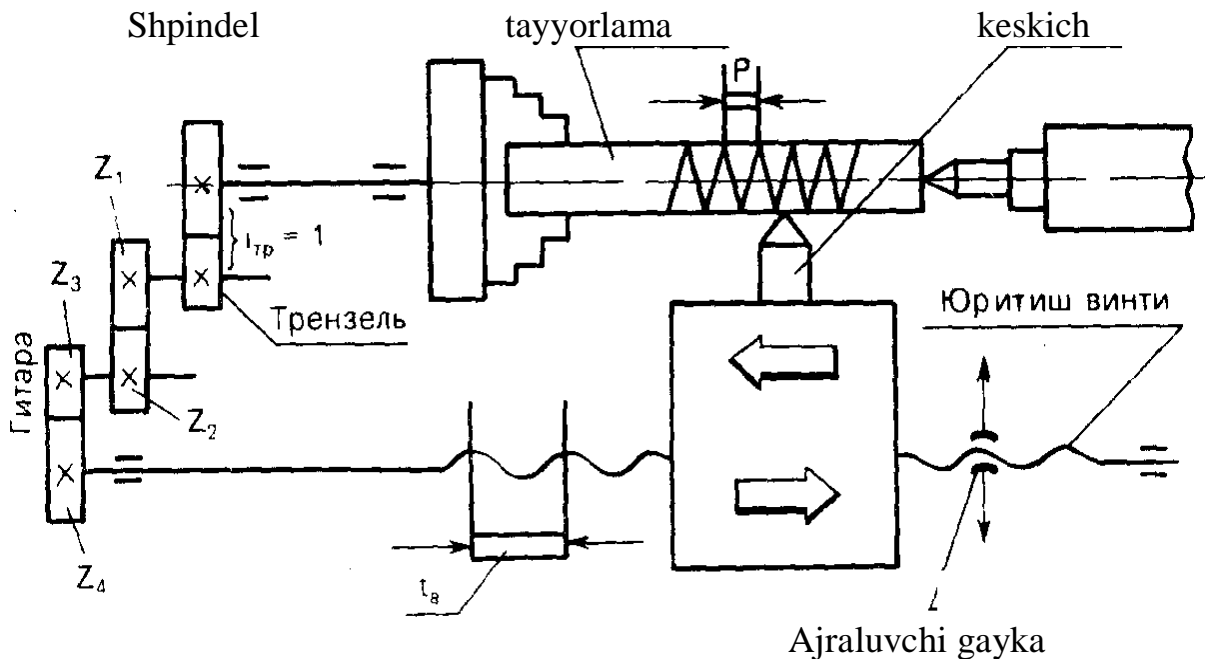 Shpindel
tayyorlama
keskich
P
Z₁
iтр = 1
Z₃
Трензель
Юритиш винти
Гитара
Z₂
Z₄
tв
Ajraluvchi gayka